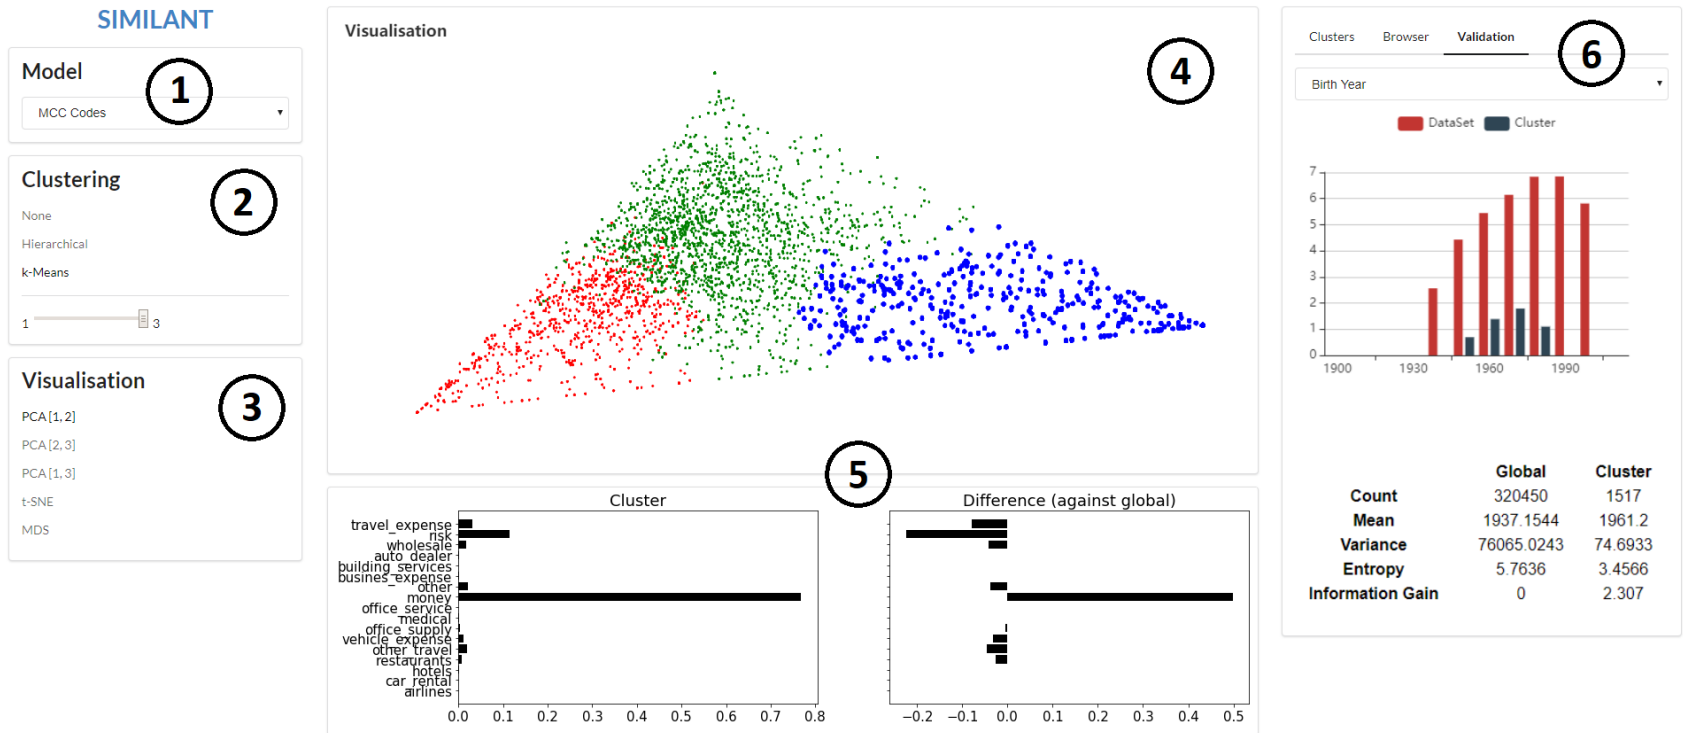 SIMILANT
Model
1
MCC Codes
Clustering
2
None
Hierarchical
k-Means
1 3
Visualisation
3
PCA [1, 2]
PCA [2, 3]
PCA [1, 3]
t-SNE
MDS
Visualisation
4
5
Cluster
travel_expense
risk
wholesale
auto_dealer
building_services
busines_expense
other
money
office_service
medical
office_supply
vehicle_expense
other_travel
restaurants
hotels
car_rental
airlines
0.0 0.1 0.2 0.3 0.4 0.5 0.6 0.7 0.8
Difference (against global)
−0.2 −0.1 0.0 0.1 0.2 0.3 0.4 0.5
Clusters Browser Validation
6
Birth Year
DataSet Cluster
7
6
5
4
3
2
1
0
1900 1930 1960 1990
Global Cluster
Count 320450 1517
Mean 1937.1544 1961.2
Variance 76065.0243 74.6933
Entropy 5.7636 3.4566
Information Gain 0 2.307